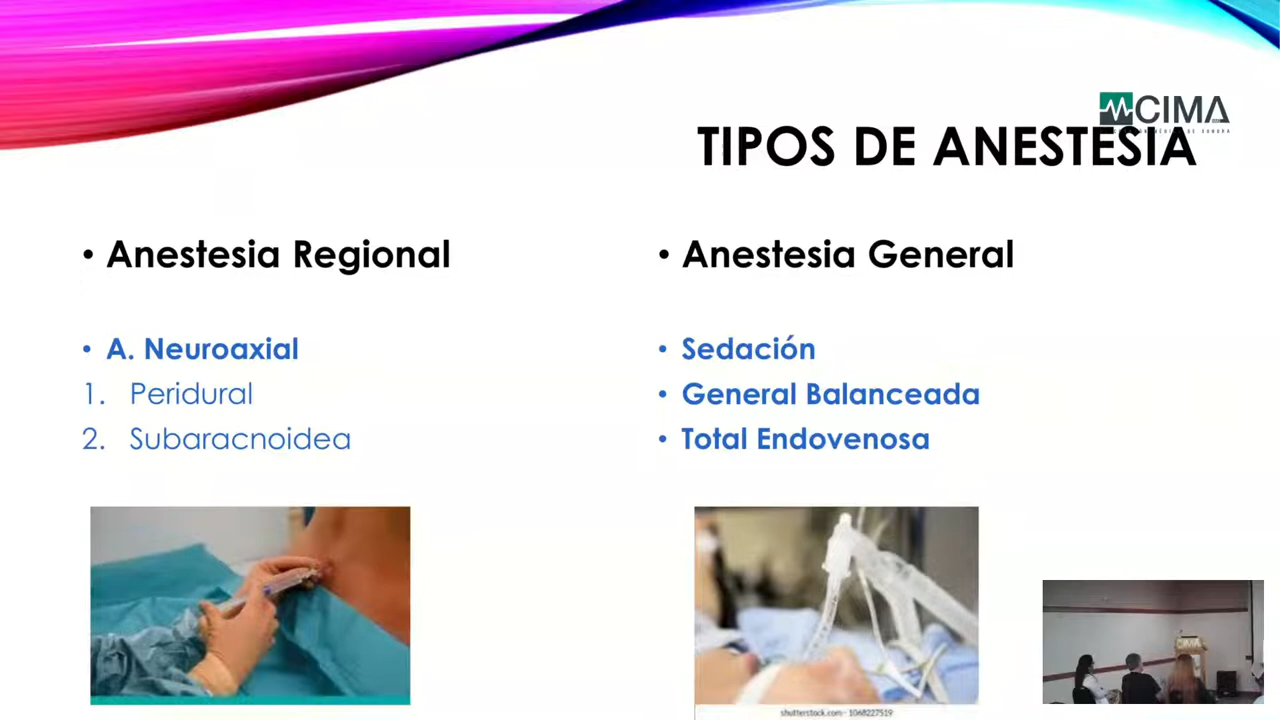 CIMA
TIPOS DE ANESTESIA
• Anestesia Regional
• A. Neuroaxial
1. Peridural
2. Subaracnoidea
• Anestesia General
• Sedación
• General Balanceada
• Total Endovenosa
shutterstock.com · 1068227519
CIMA